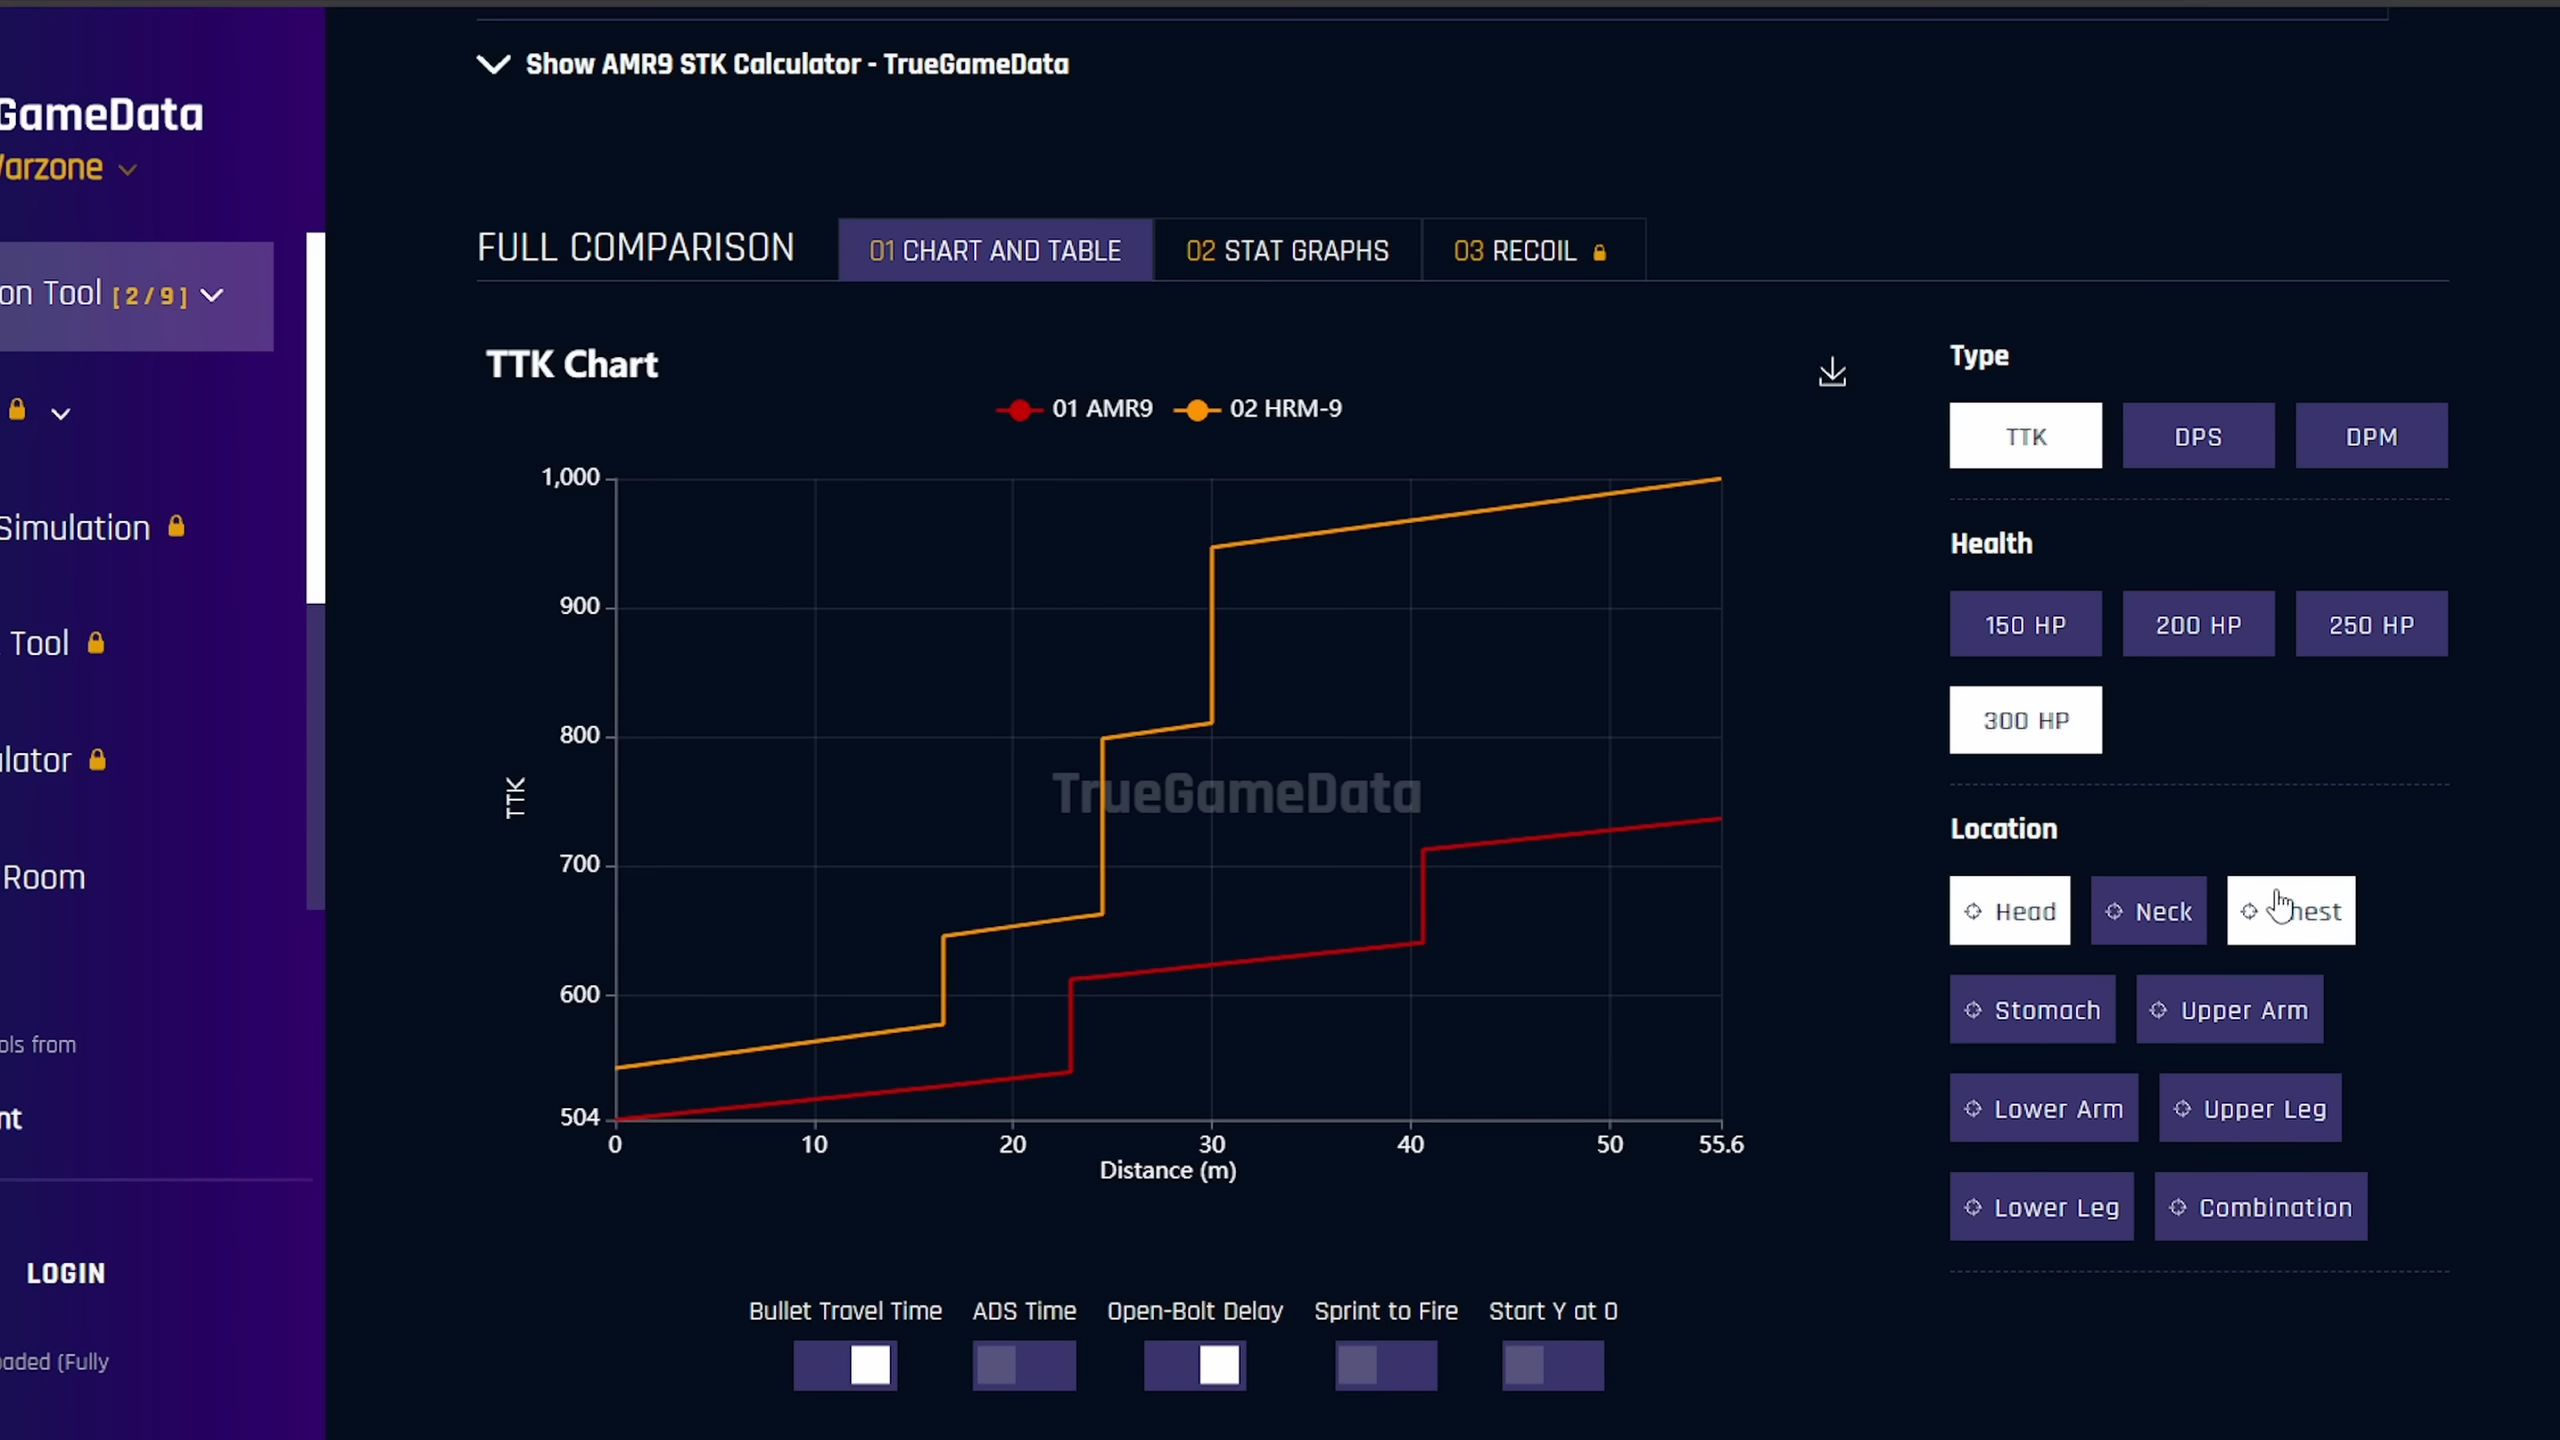 Show AMR9 STK Calculator - TrueGameData
GameData
Warzone
on Tool [2/9]
Simulation
Tool
lator
Room
ols from
nt
LOGIN
oaded (Fully
FULL COMPARISON
01 CHART AND TABLE
02 STAT GRAPHS
03 RECOIL
TTK Chart
01 AMR9
02 HRM-9
1,000
900
800
700
600
504
TTK
TrueGameData
0
10
20
30
40
50
55.6
Distance (m)
Bullet Travel Time
ADS Time
Open-Bolt Delay
Sprint to Fire
Start Y at 0
Type
TTK
DPS
DPM
Health
150 HP
200 HP
250 HP
300 HP
Location
Head
Neck
hest
Stomach
Upper Arm
Lower Arm
Upper Leg
Lower Leg
Combination